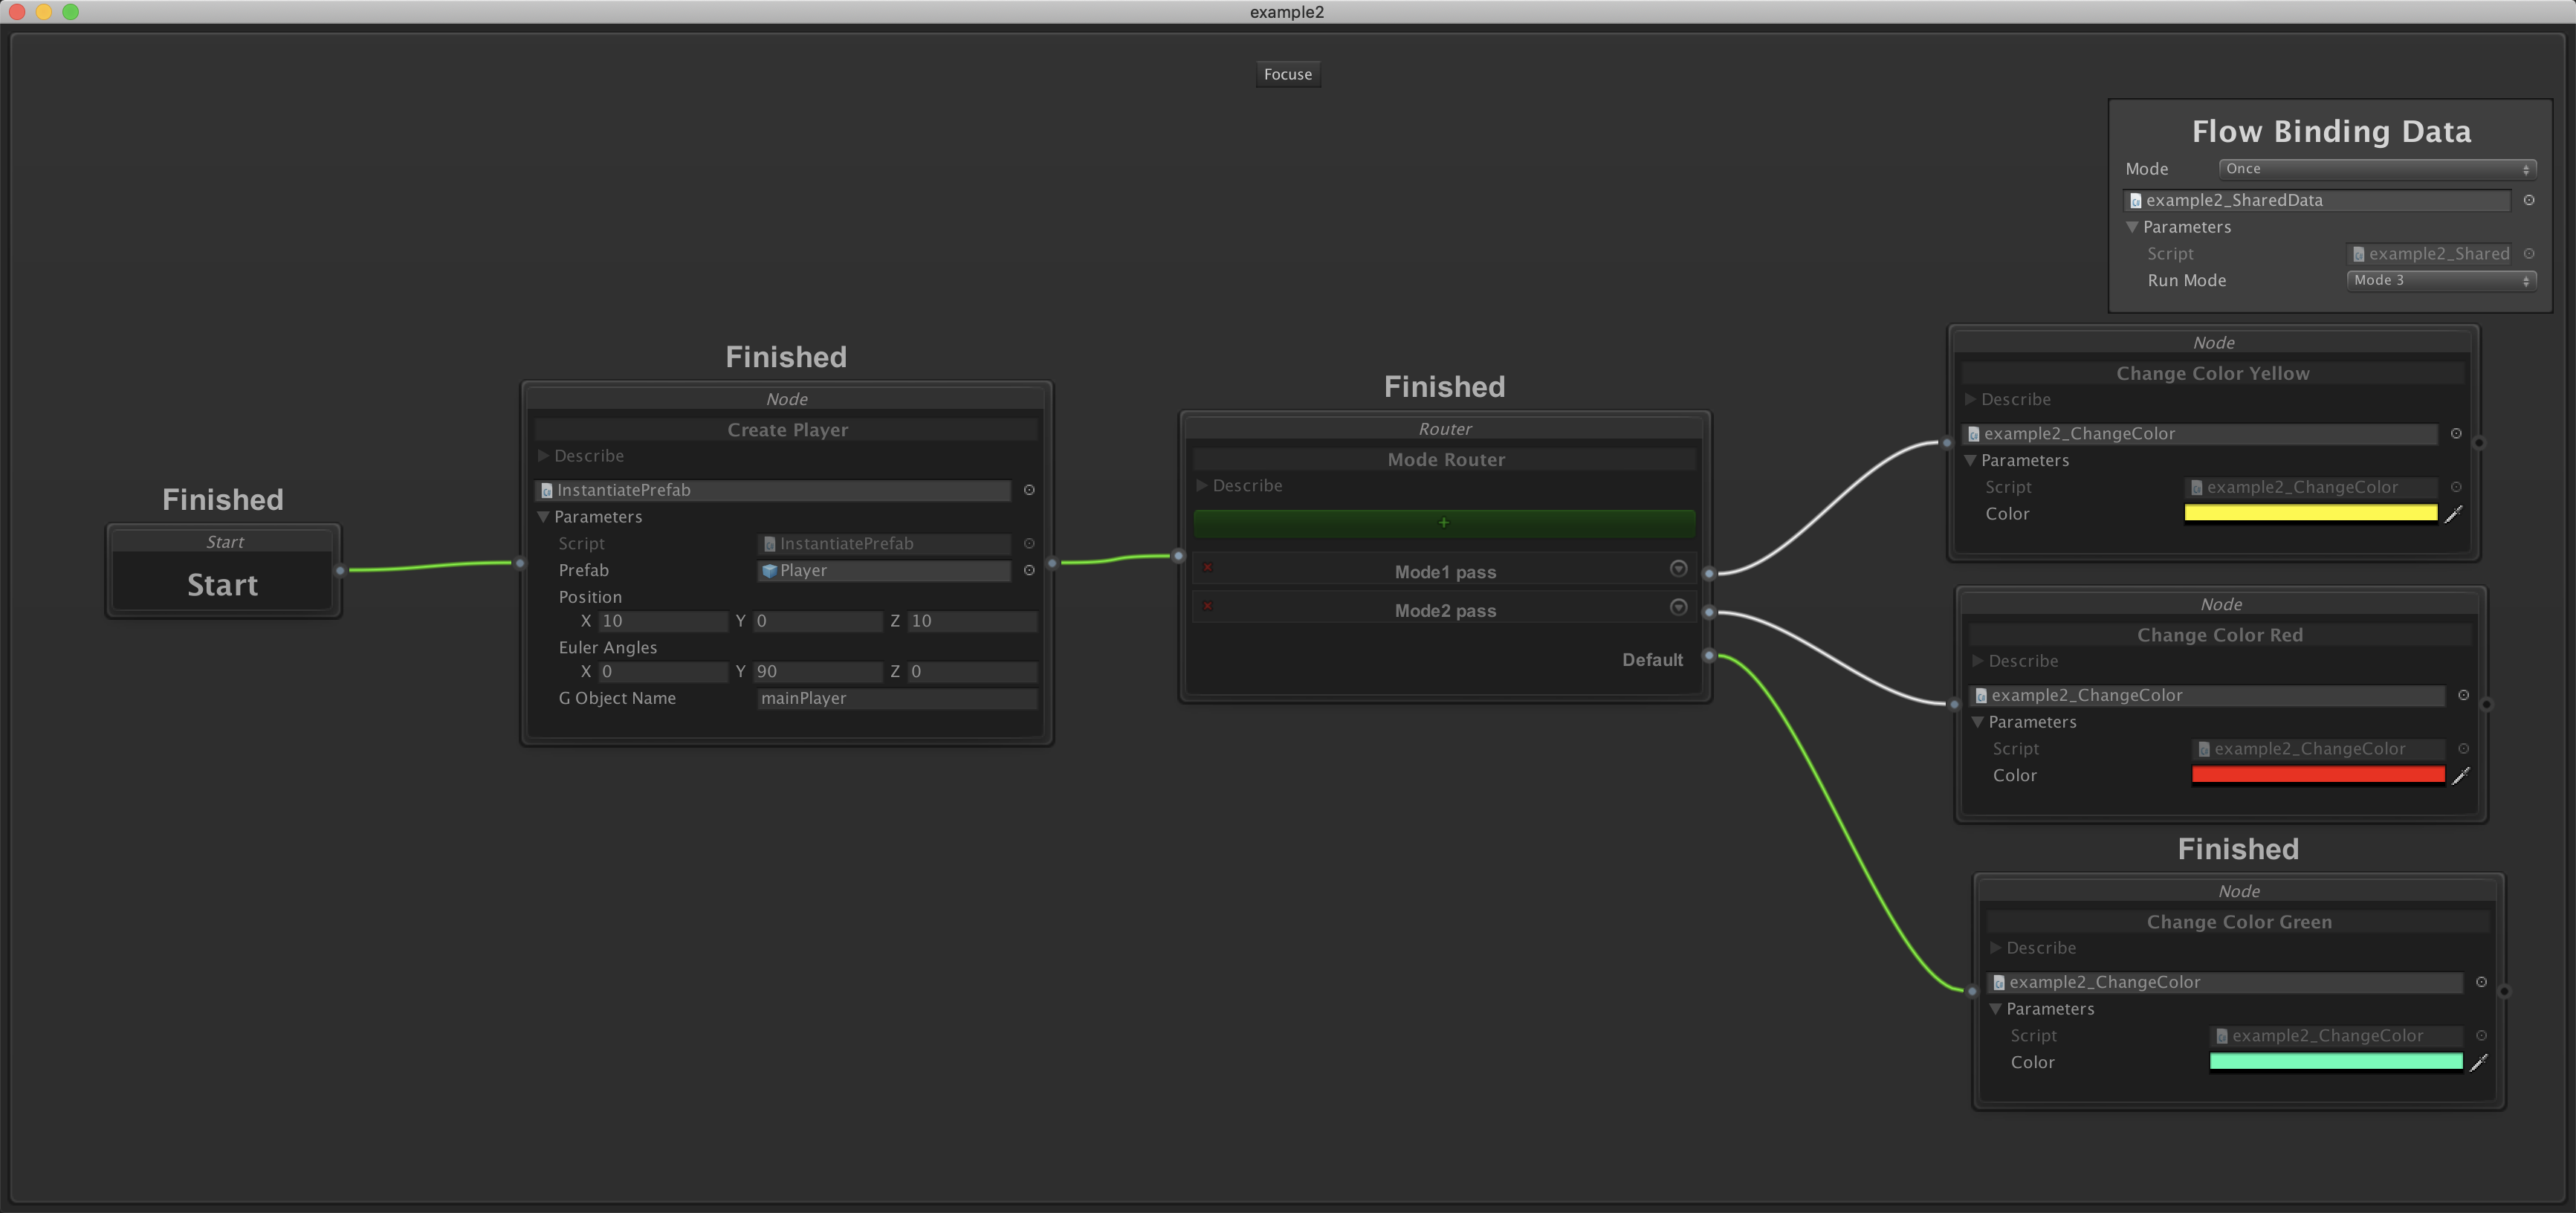 example2
Focuse
Flow Binding Data
Mode Once
example2_SharedData
Parameters
Script example2_Shared
Run Mode Mode 3
Finished
Start
Start
Finished
Node
Create Player
Describe
InstantiatePrefab
Parameters
Script InstantiatePrefab
Prefab Player
Position
X 10 Y 0 Z 10
Euler Angles
X 0 Y 90 Z 0
G Object Name mainPlayer
Finished
Router
Mode Router
Describe
+
Mode1 pass
Mode2 pass
Default
Node
Change Color Yellow
Describe
example2_ChangeColor
Parameters
Script example2_ChangeColor
Color
Node
Change Color Red
Describe
example2_ChangeColor
Parameters
Script example2_ChangeColor
Color
Finished
Node
Change Color Green
Describe
example2_ChangeColor
Parameters
Script example2_ChangeColor
Color